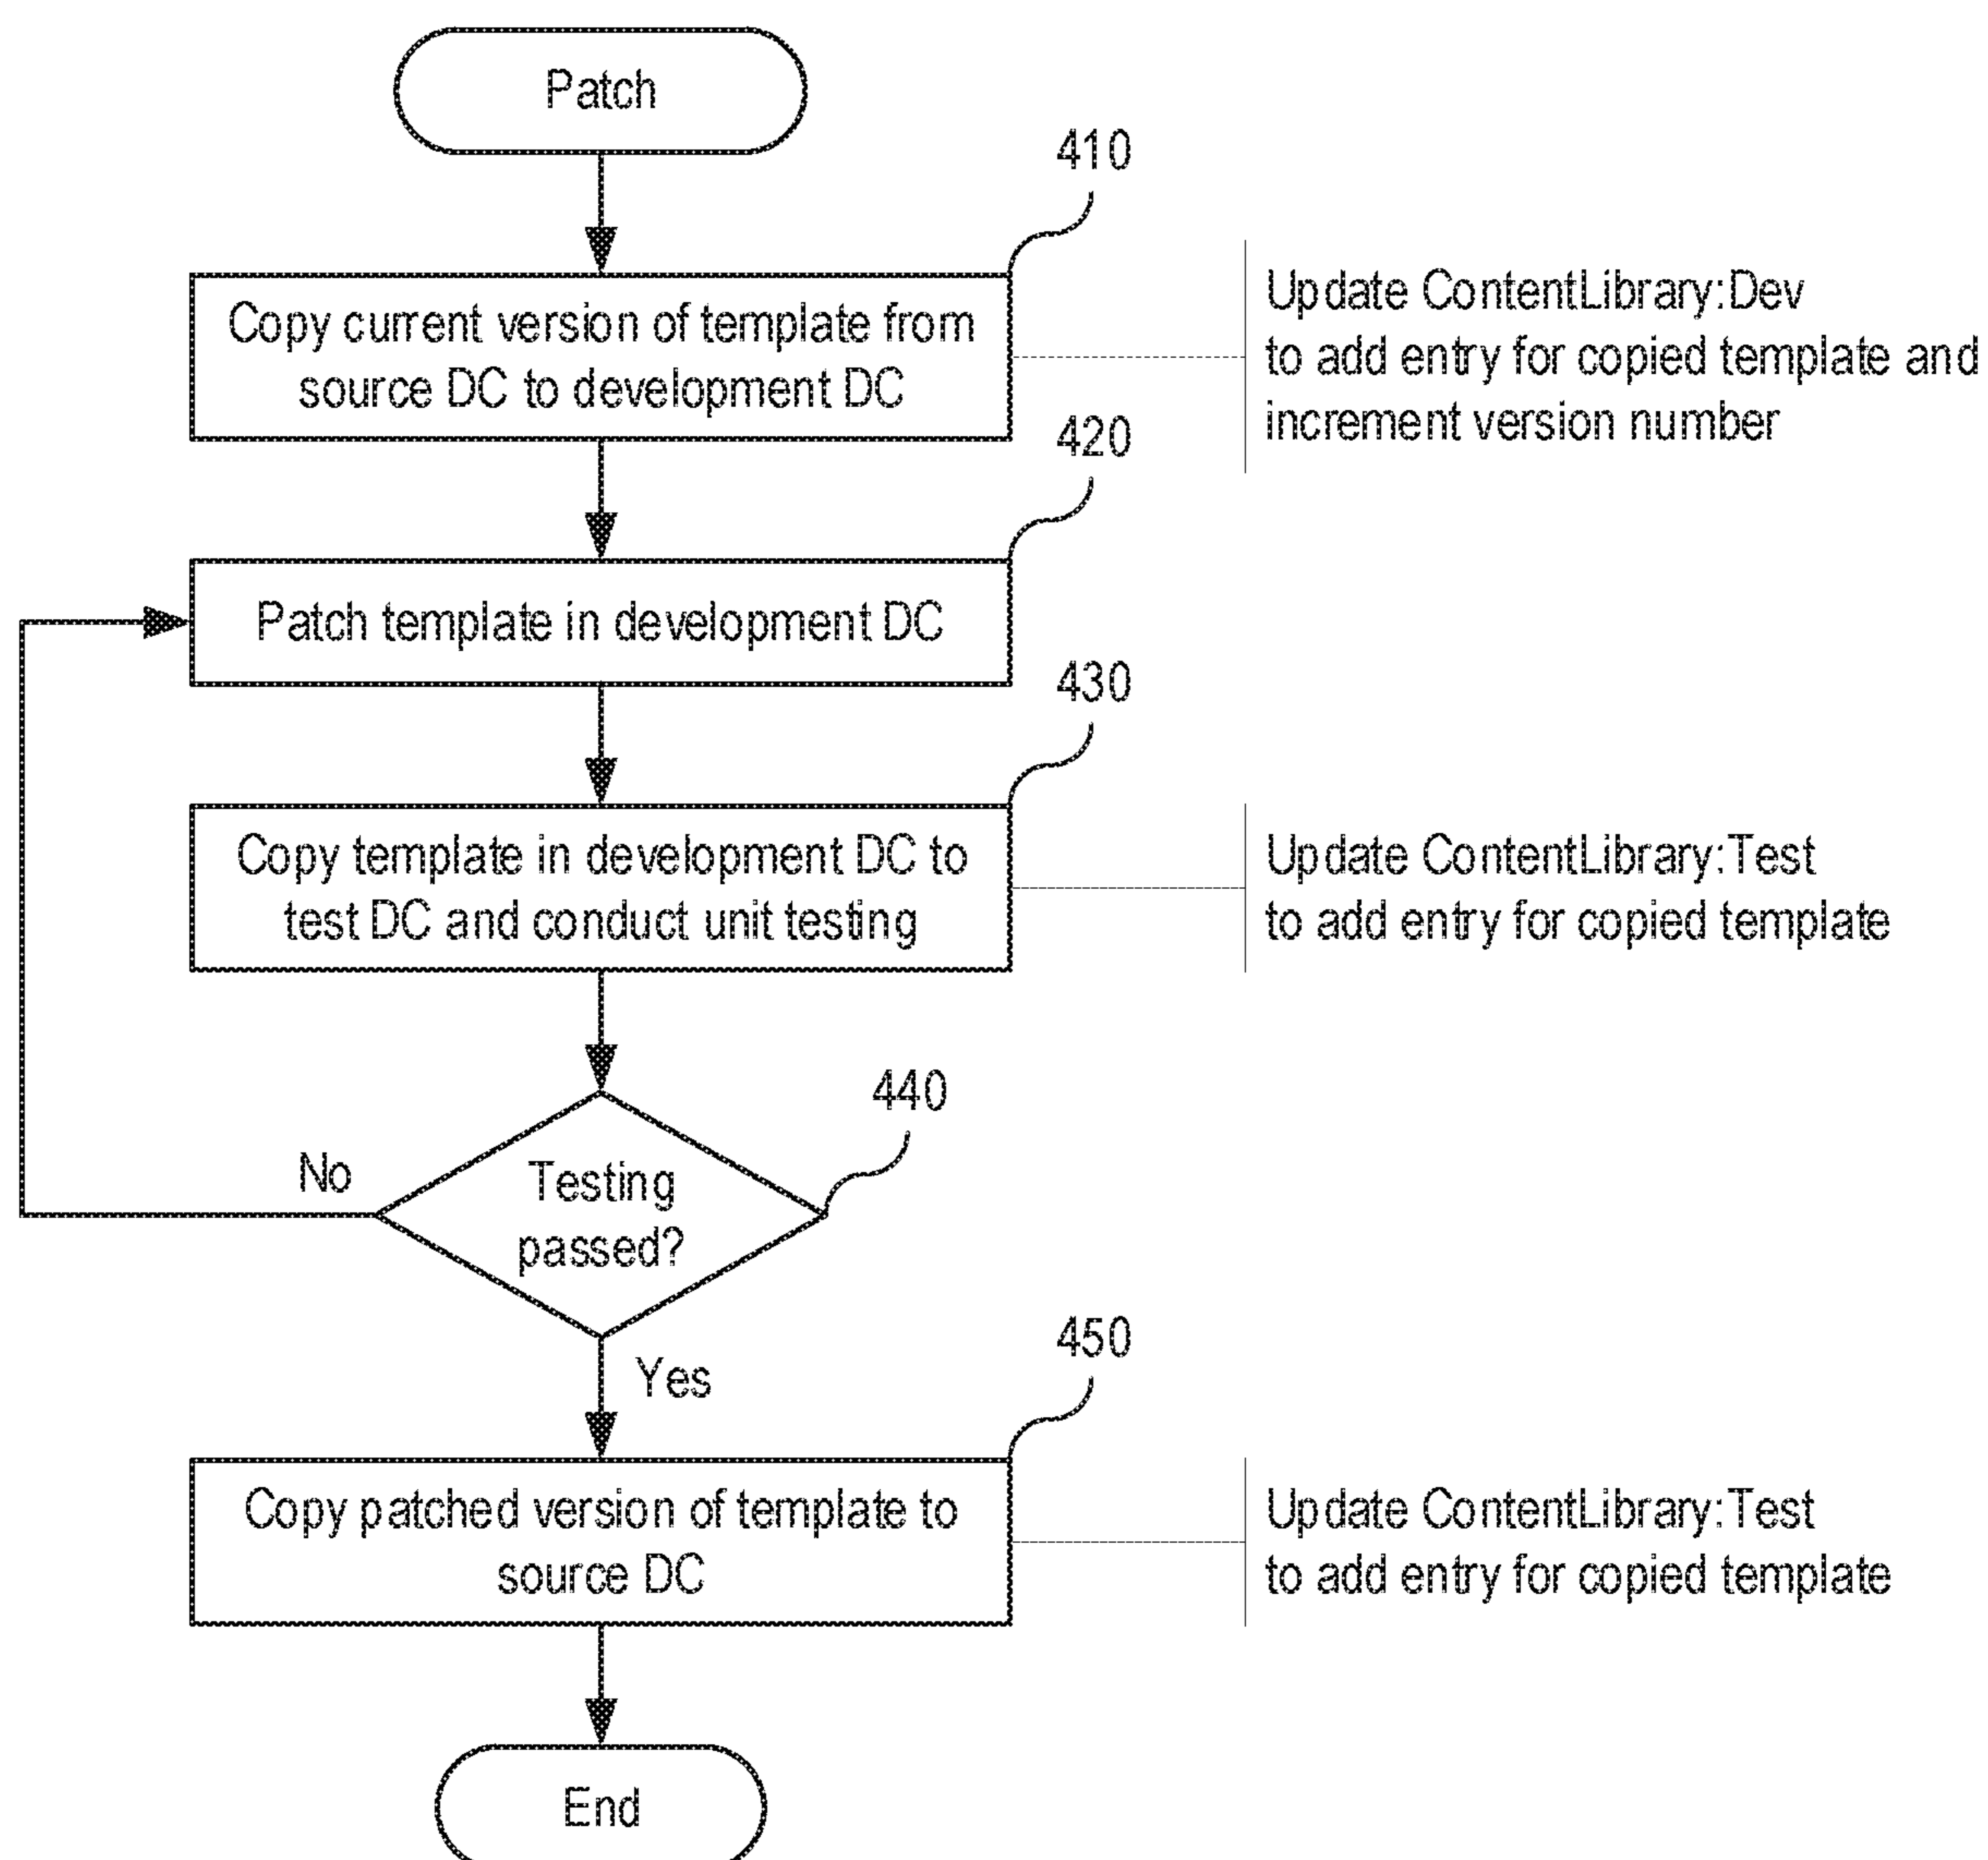 Patch
410
Copy current version of template from
source DC to development DC
Update ContentLibrary:Dev
to add entry for copied template and
increment version number
420
Patch template in development DC
430
Copy template in development DC to
test DC and conduct unit testing
Update ContentLibrary:Test
to add entry for copied template
440
Testing
passed?
No
Yes
450
Copy patched version of template to
source DC
Update ContentLibrary:Test
to add entry for copied template
End